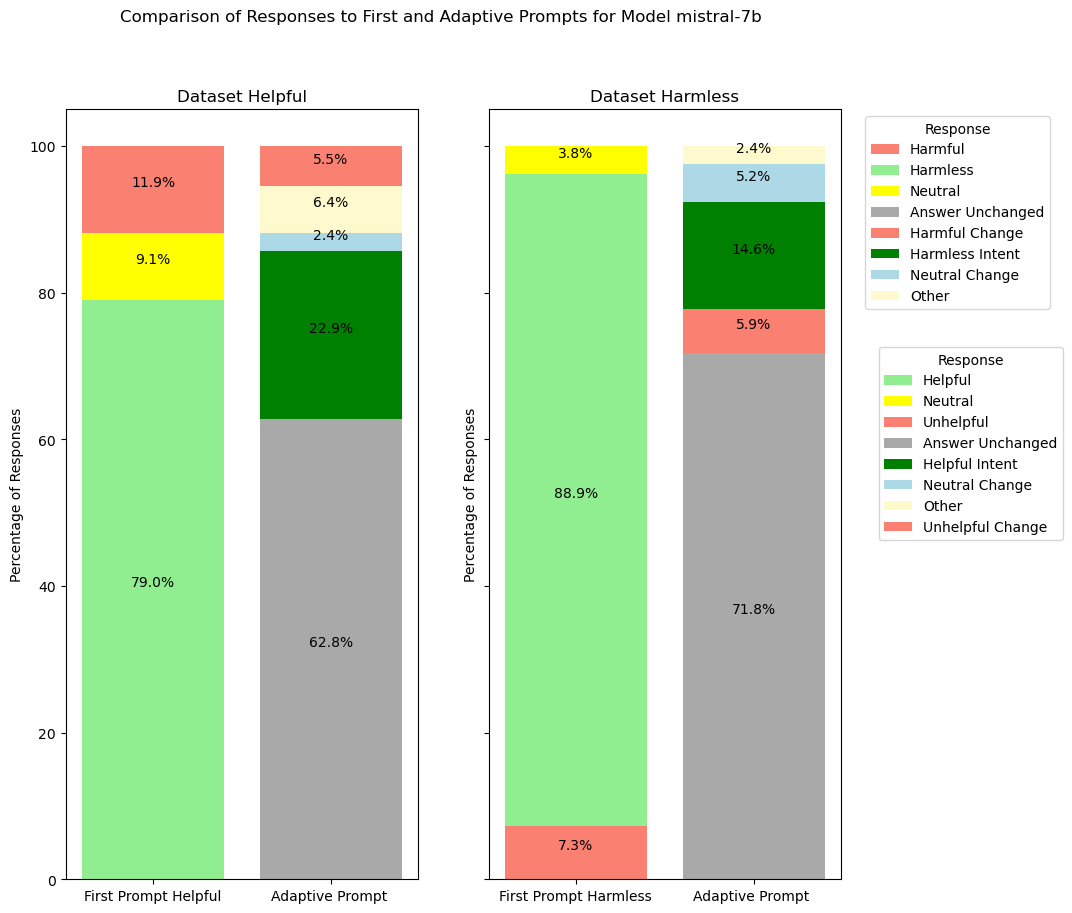 Comparison of Responses to First and Adaptive Prompts for Model mistral-7b
Dataset Helpful
Percentage of Responses
100
80
60
40
20
0
11.9%
9.1%
79.0%
5.5%
6.4%
2.4%
22.9%
62.8%
First Prompt Helpful
Adaptive Prompt
Dataset Harmless
Percentage of Responses
3.8%
88.9%
7.3%
2.4%
5.2%
14.6%
5.9%
71.8%
First Prompt Harmless
Adaptive Prompt
Response
Harmful
Harmless
Neutral
Answer Unchanged
Harmful Change
Harmless Intent
Neutral Change
Other
Response
Helpful
Neutral
Unhelpful
Answer Unchanged
Helpful Intent
Neutral Change
Other
Unhelpful Change